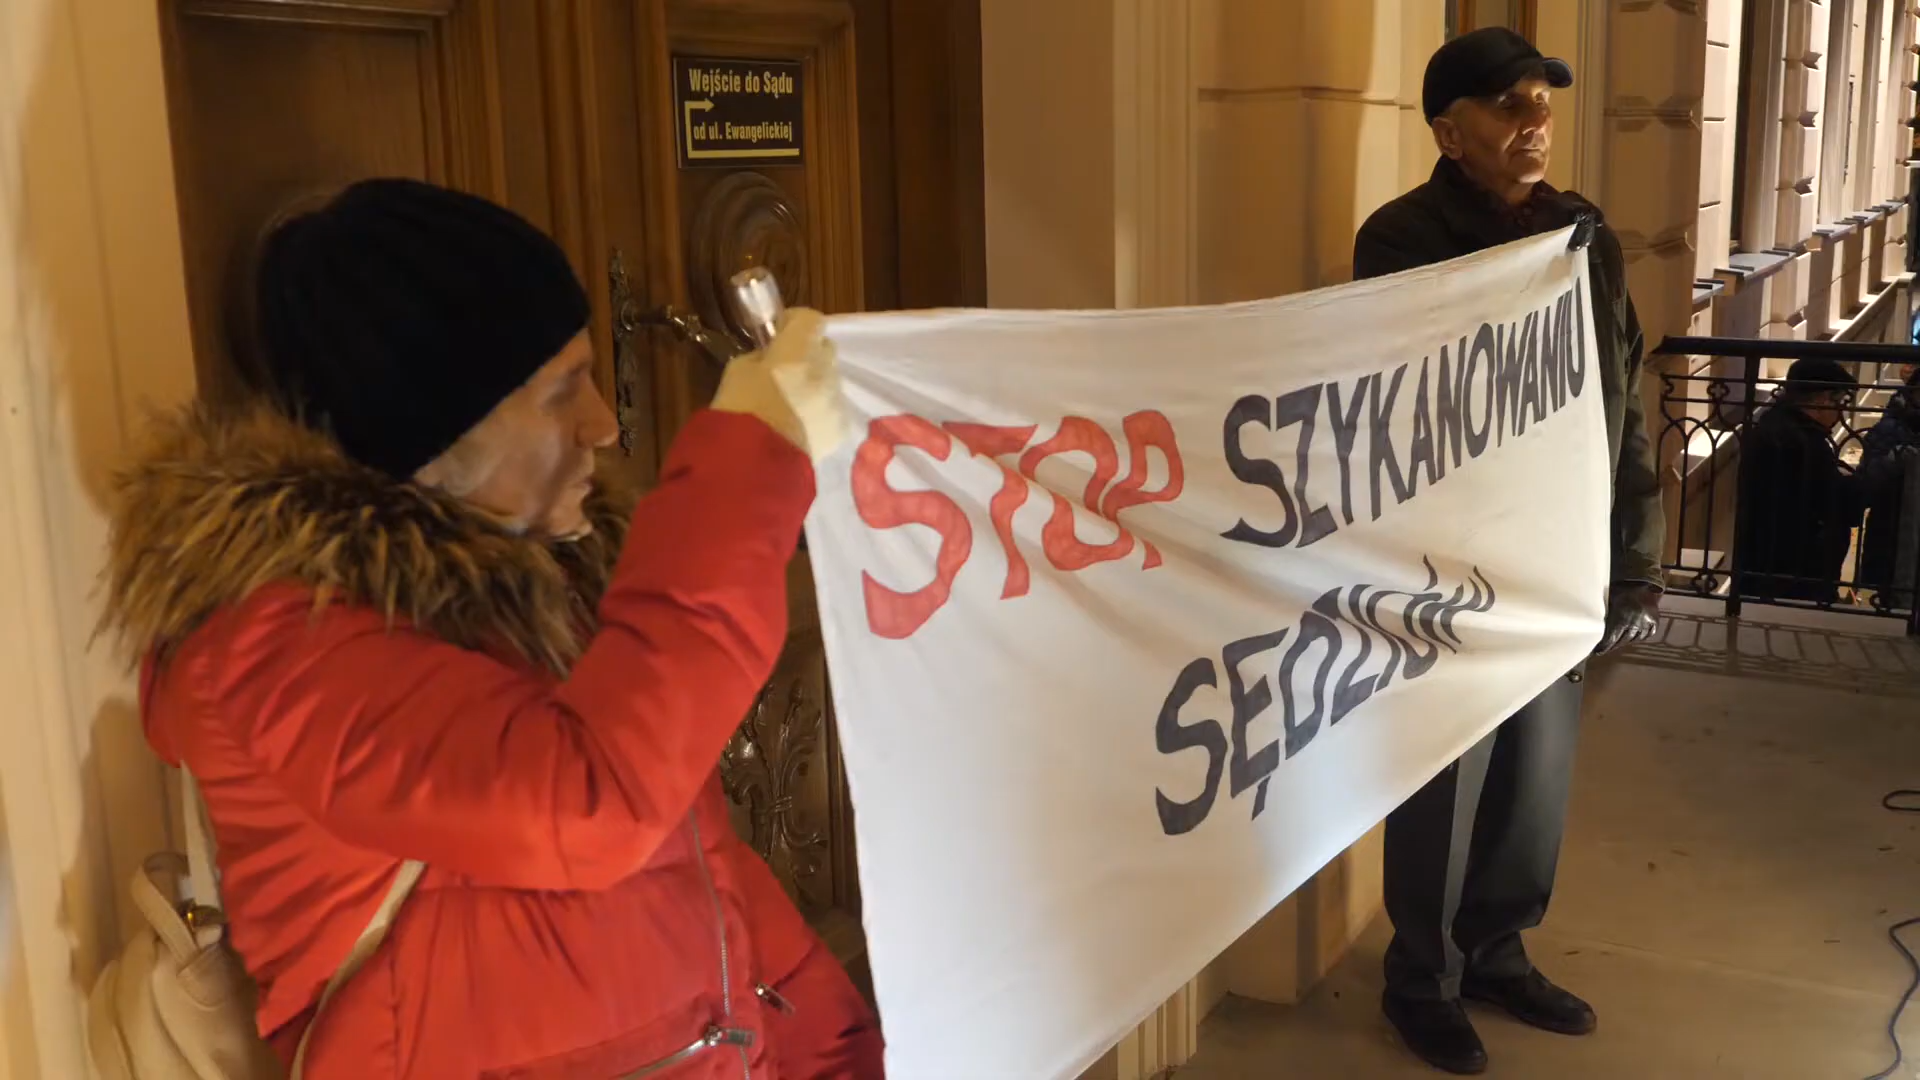 Wejście do Sądu
od ul. Ewangelickiej
STOP SZYKANOWANIU
SĘDZIÓW